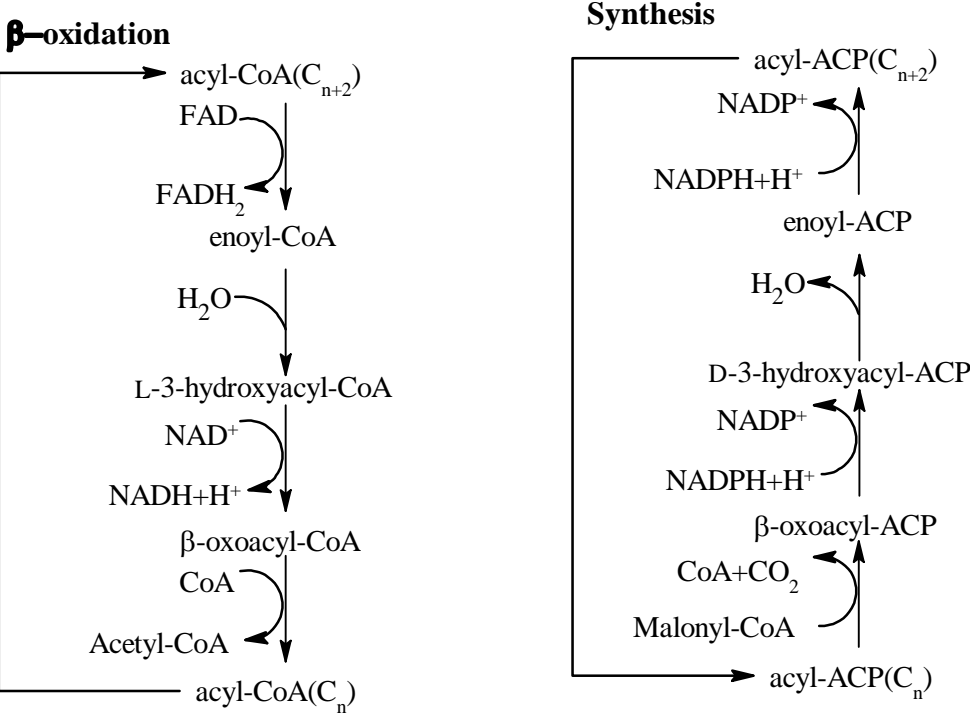 β-oxidation
acyl-CoA(Cn+2)
FAD
FADH2
enoyl-CoA
H2O
L-3-hydroxyacyl-CoA
NAD+
NADH+H+
β-oxoacyl-CoA
CoA
Acetyl-CoA
acyl-CoA(Cn)
Synthesis
acyl-ACP(Cn+2)
NADP+
NADPH+H+
enoyl-ACP
H2O
D-3-hydroxyacyl-ACP
NADP+
NADPH+H+
β-oxoacyl-ACP
CoA+CO2
Malonyl-CoA
acyl-ACP(Cn)